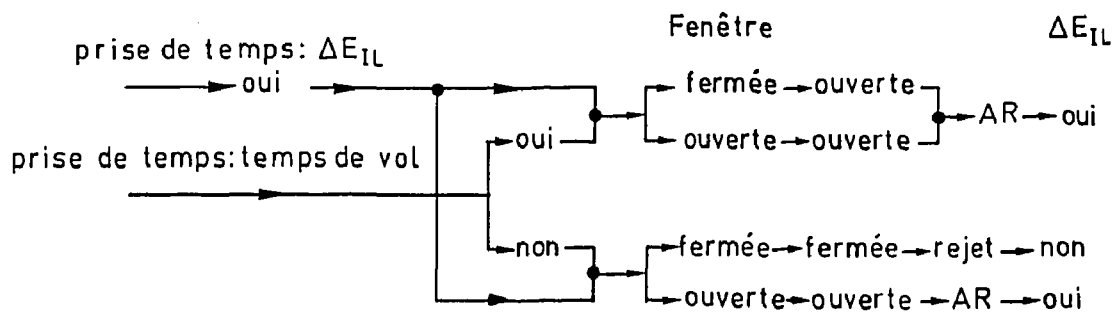 Fenêtre ΔE_IL
prise de temps: ΔE_IL
oui fermée ouverte
AR oui
oui ouverte ouverte
prise de temps: temps de vol
non fermée fermée rejet non
ouverte ouverte AR oui